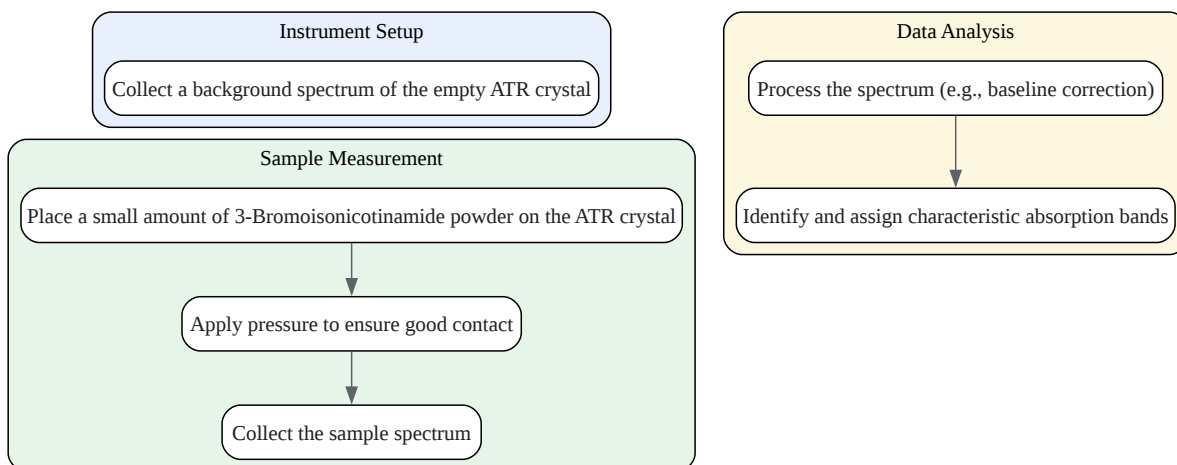 Instrument Setup
Collect a background spectrum of the empty ATR crystal
Sample Measurement
Place a small amount of 3-Bromoisonicotinamide powder on the ATR crystal
Apply pressure to ensure good contact
Collect the sample spectrum
Data Analysis
Process the spectrum (e.g., baseline correction)
Identify and assign characteristic absorption bands